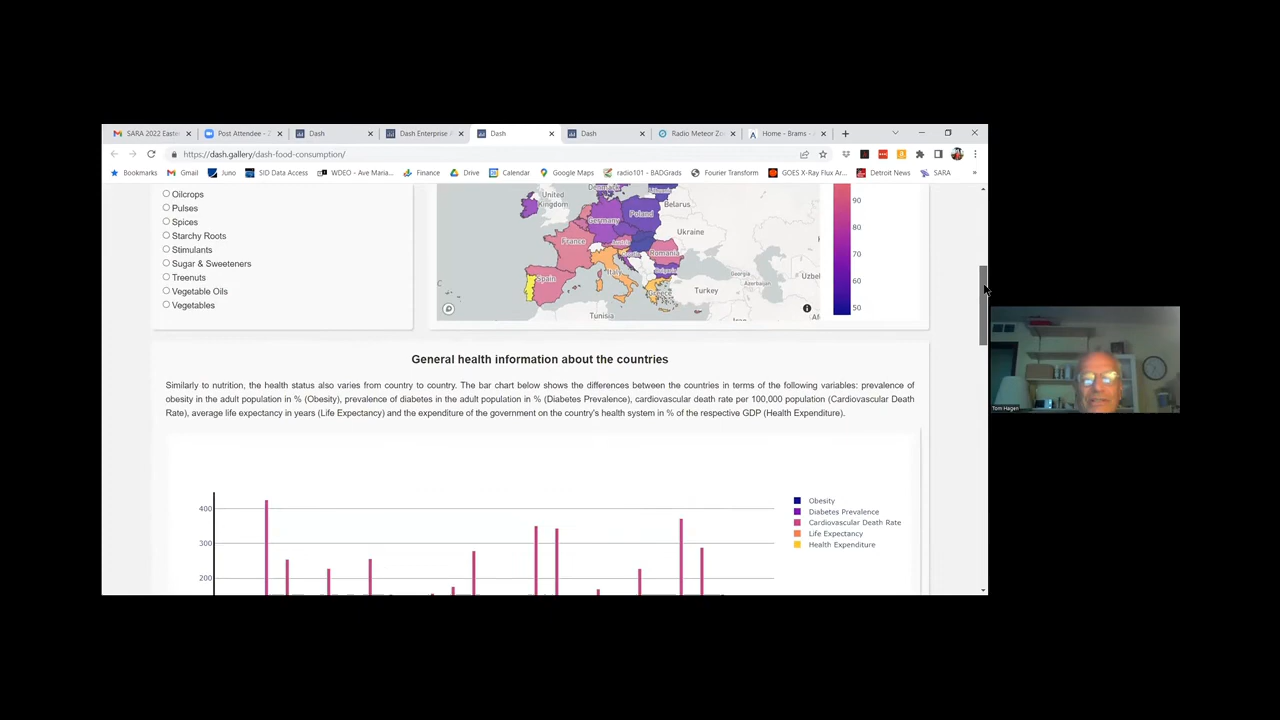 SARA 2022 Easte
Post Attendee - Z
Dash
Dash Enterprise A
Dash
Dash
Radio Meteor Zo
Home - Brams -
https://dash.gallery/dash-food-consumption/
Bookmarks
Gmail
Juno
SID Data Access
WDEO - Ave Maria...
Finance
Drive
Calendar
Google Maps
radio101 - BADGrads
Fourier Transform
GOES X-Ray Flux Ar...
Detroit News
SARA
»
Oilcrops
Pulses
Spices
Starchy Roots
Stimulants
Sugar & Sweeteners
Treenuts
Vegetable Oils
Vegetables
Denmark
United
Kingdom
Belarus
Germany
Poland
Ukraine
France
Romania
Spain
Italy
Greece
Georgia
Azerbaijan
Uzbel
Turkey
Tunisia
Iraq
90
80
70
60
50
General health information about the countries
Similarly to nutrition, the health status also varies from country to country. The bar chart below shows the differences between the countries in terms of the following variables: prevalence of
obesity in the adult population in % (Obesity), prevalence of diabetes in the adult population in % (Diabetes Prevalence), cardiovascular death rate per 100,000 population (Cardiovascular Death
Rate), average life expectancy in years (Life Expectancy) and the expenditure of the government on the country's health system in % of the respective GDP (Health Expenditure).
400
300
200
Obesity
Diabetes Prevalence
Cardiovascular Death Rate
Life Expectancy
Health Expenditure
Tom Hagen